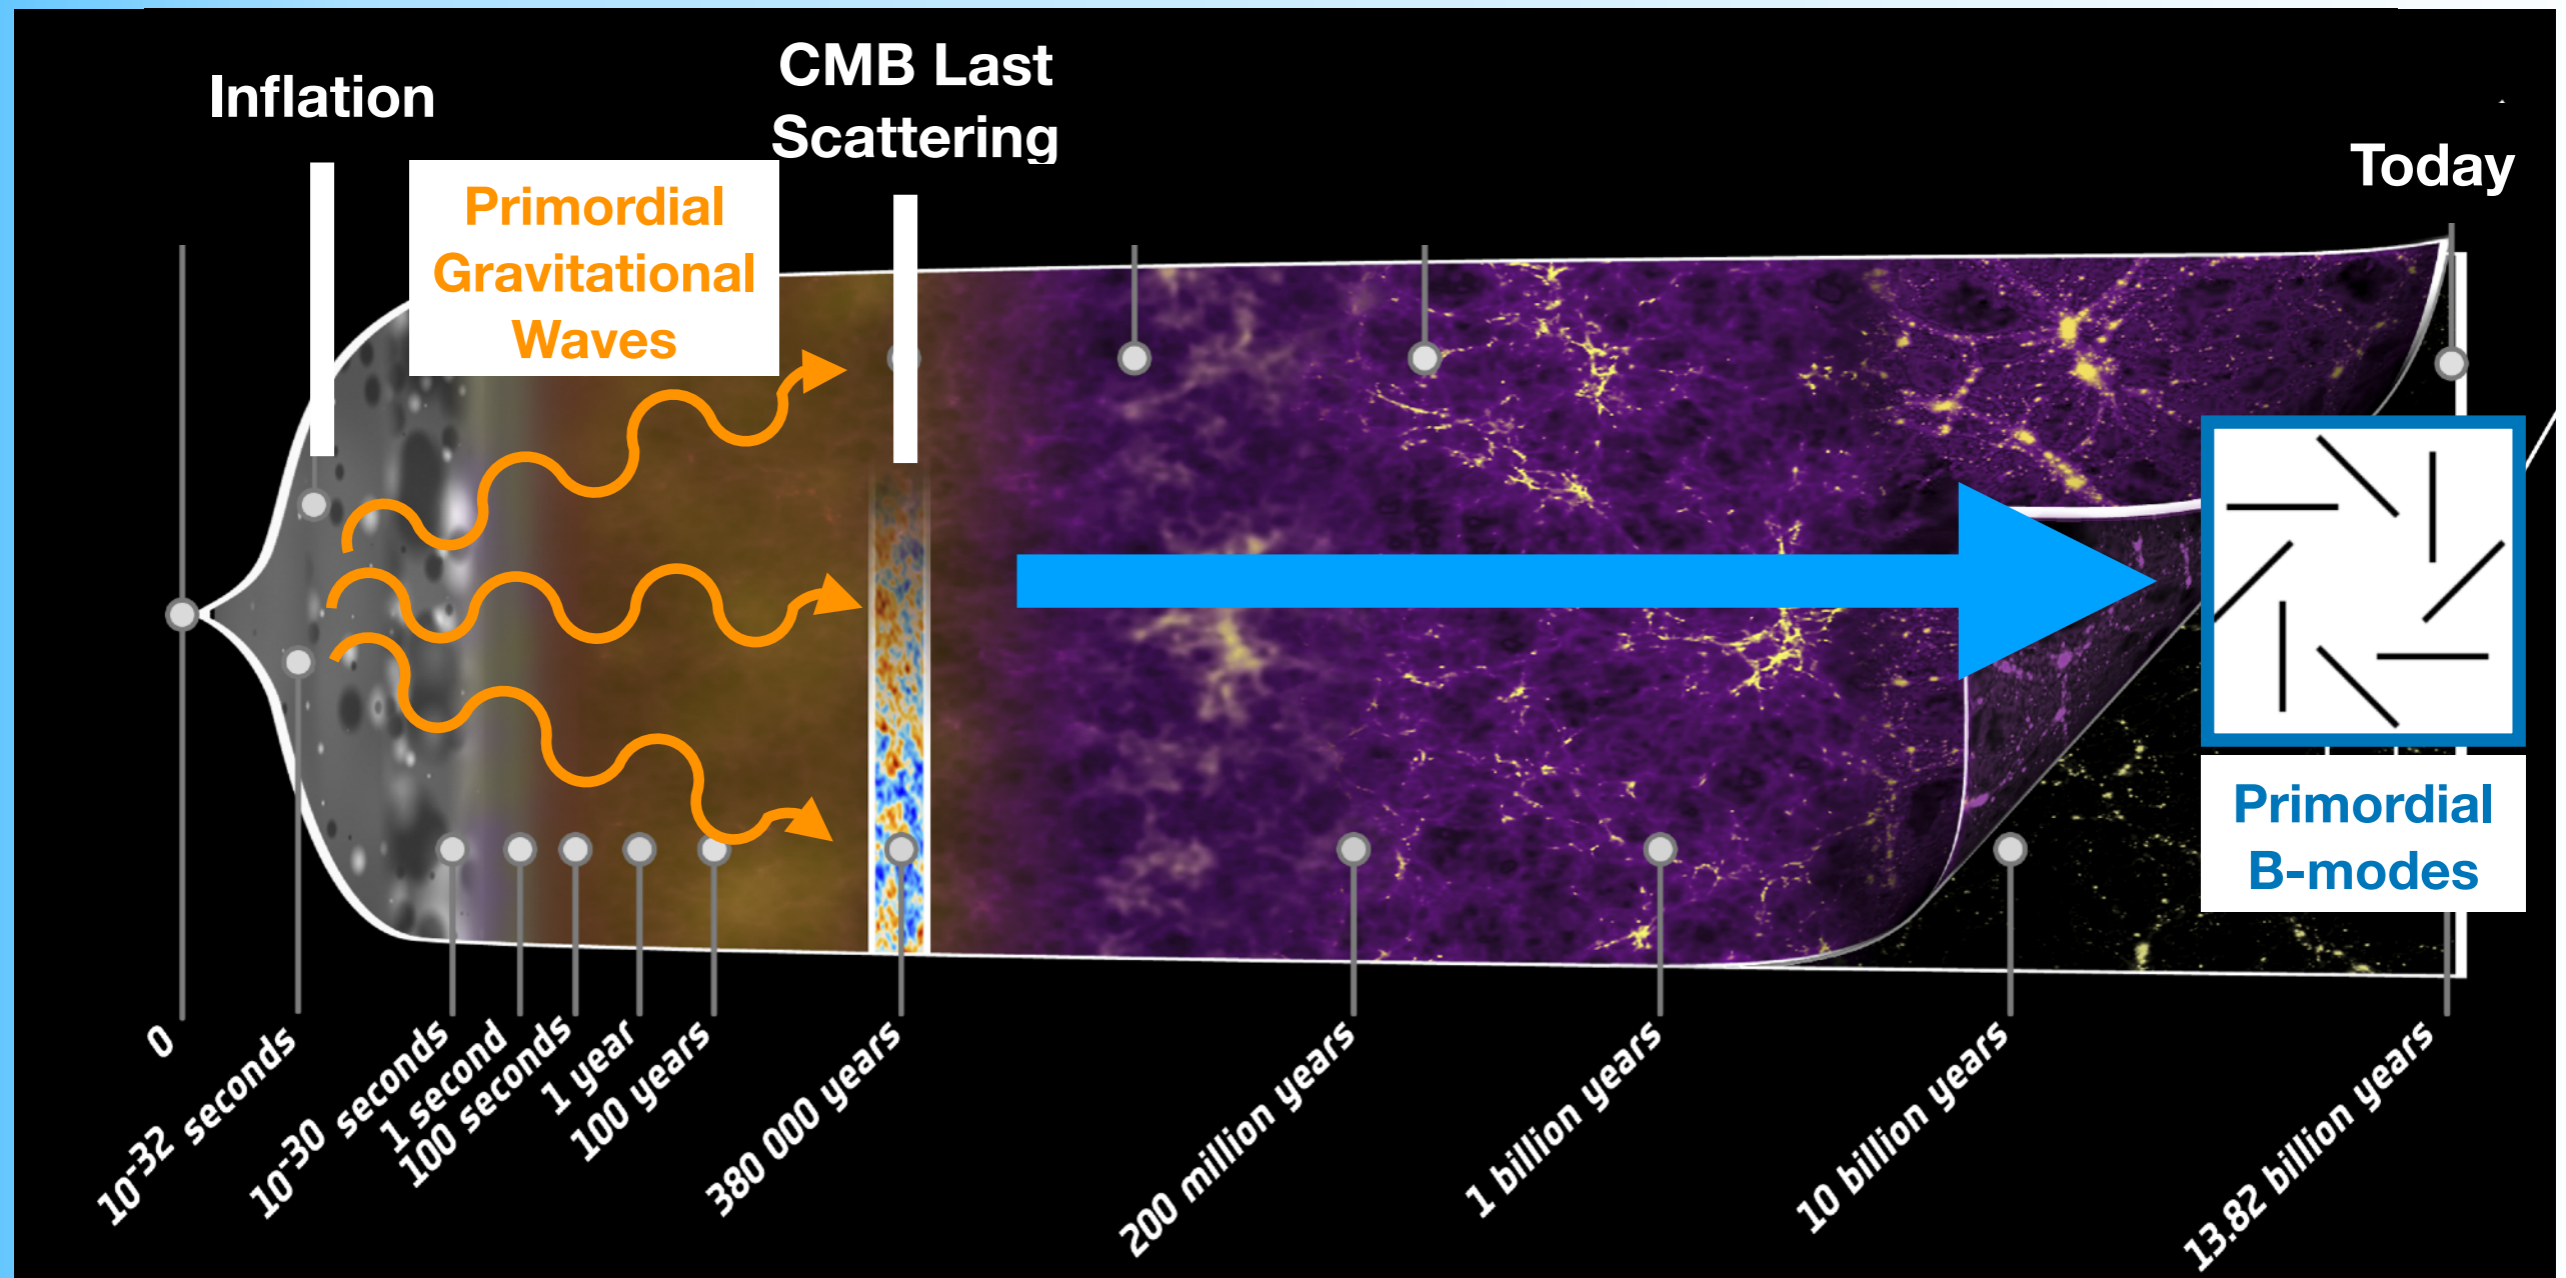 Inflation
CMB Last
Scattering
Today
Primordial
Gravitational
Waves
Primordial
B-modes
0
10⁻³² seconds
10⁻³⁰ seconds
1 second
100 seconds
1 year
100 years
380 000 years
200 million years
1 billion years
10 billion years
13.82 billion years